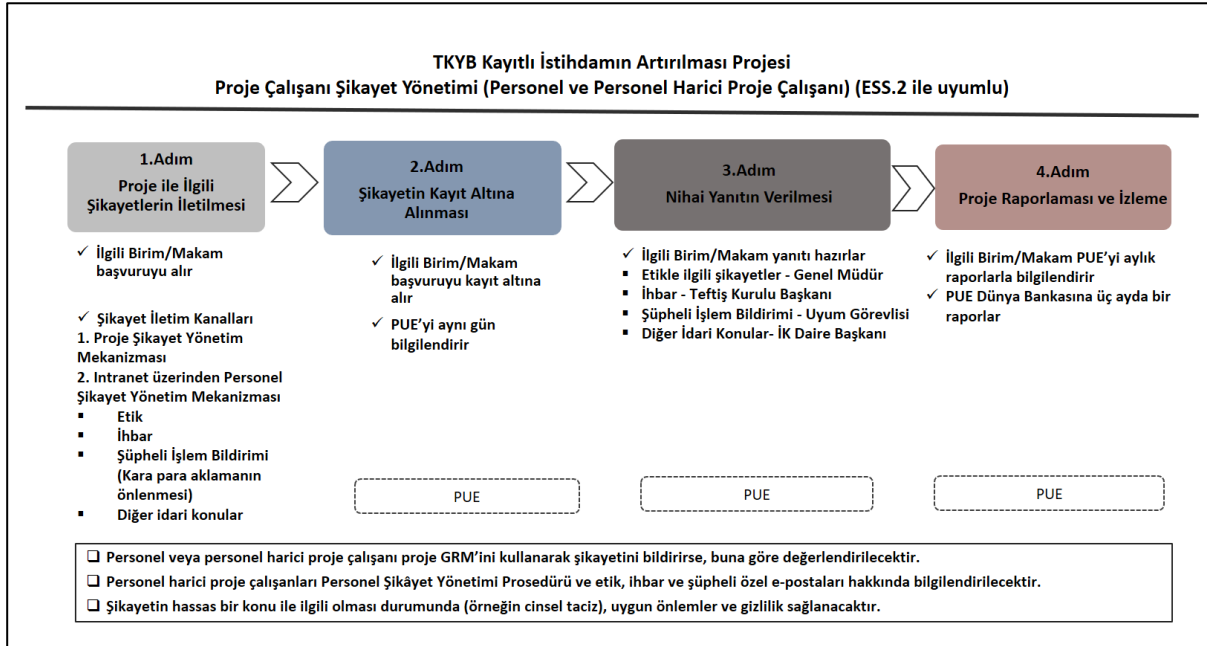 TKYB Kayıtlı İstihdamın Artırılması Projesi
Proje Çalışanı Şikayet Yönetimi (Personel ve Personel Harici Proje Çalışanı) (ESS.2 ile uyumlu)
1.Adım
Proje ile İlgili
Şikayetlerin İletilmesi
✓ İlgili Birim/Makam
başvuruyu alır
✓ Şikayet İletim Kanalları
1. Proje Şikayet Yönetim
Mekanizması
2. Intranet üzerinden Personel
Şikayet Yönetim Mekanizması
▪ Etik
▪ İhbar
▪ Şüpheli İşlem Bildirimi
(Kara para aklamanın
önlenmesi)
▪ Diğer idari konular
2.Adım
Şikayetin Kayıt Altına
Alınması
✓ İlgili Birim/Makam
başvuruyu kayıt altına
alır
✓ PUE'yi aynı gün
bilgilendirir
PUE
3.Adım
Nihai Yanıtın Verilmesi
✓ İlgili Birim/Makam yanıtı hazırlar
▪ Etikle ilgili şikayetler - Genel Müdür
▪ İhbar - Teftiş Kurulu Başkanı
▪ Şüpheli İşlem Bildirimi - Uyum Görevlisi
▪ Diğer İdari Konular- İK Daire Başkanı
PUE
4.Adım
Proje Raporlaması ve İzleme
✓ İlgili Birim/Makam PUE'yi aylık
raporlarla bilgilendirir
✓ PUE Dünya Bankasına üç ayda bir
raporlar
PUE
❑ Personel veya personel harici proje çalışanı proje GRM'ini kullanarak şikayetini bildirirse, buna göre değerlendirilecektir.
❑ Personel harici proje çalışanları Personel Şikâyet Yönetimi Prosedürü ve etik, ihbar ve şüpheli özel e-postaları hakkında bilgilendirilecektir.
❑ Şikayetin hassas bir konu ile ilgili olması durumunda (örneğin cinsel taciz), uygun önlemler ve gizlilik sağlanacaktır.